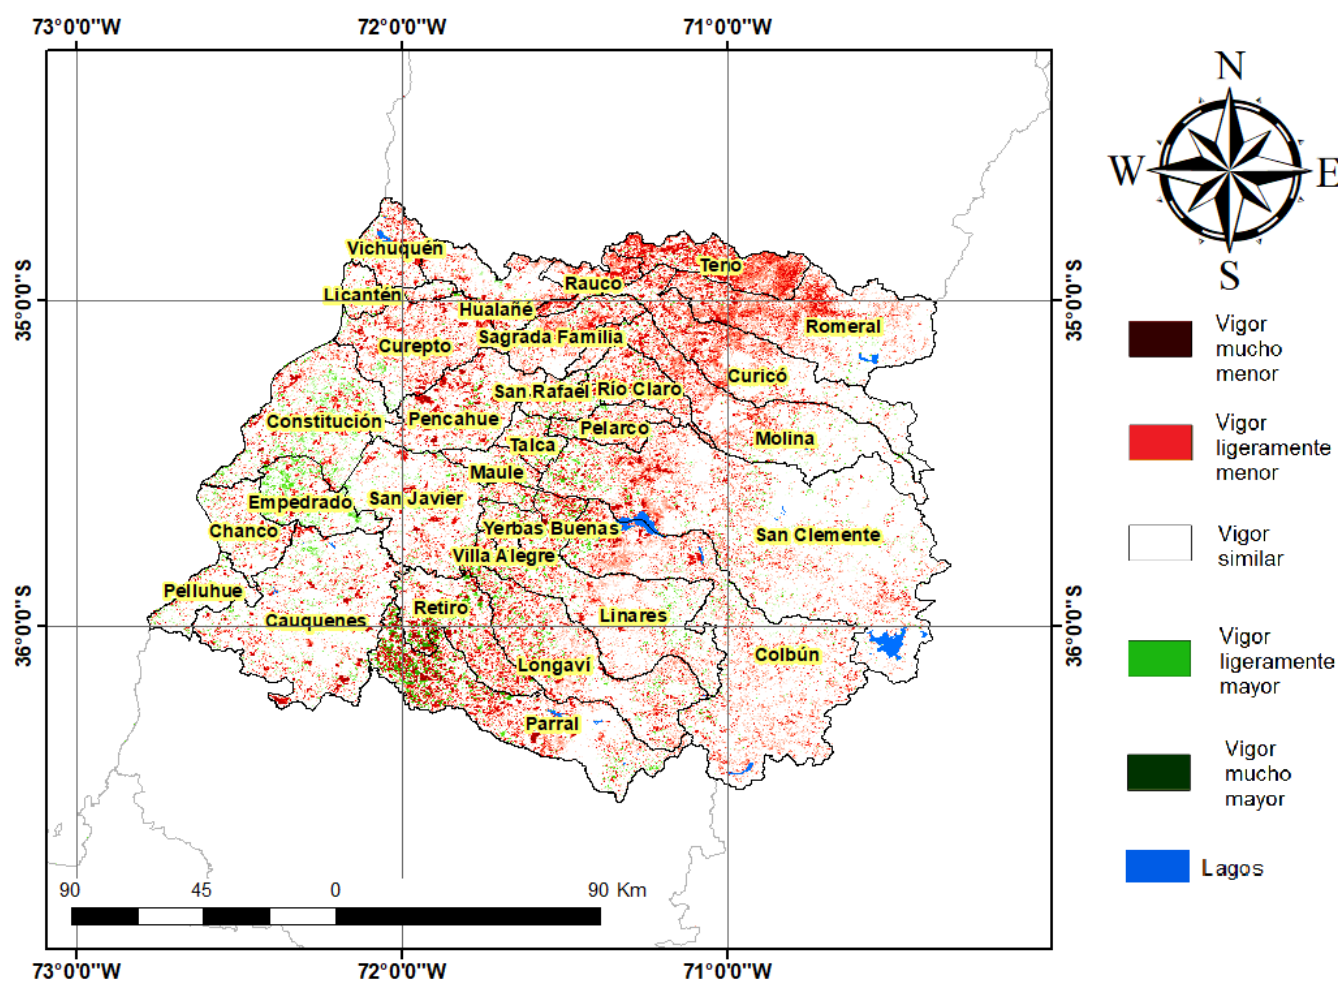 73°0'0"W 72°0'0"W 71°0'0"W
N
W E
S
35°0'0"S
35°0'0"S
36°0'0"S
36°0'0"S
Vichuquén
Teno
Rauco
Licantén
Hualañé
Romeral
Sagrada Familia
Curepto
Curicó
San Rafael
Río Claro
Pencahue
Constitución
Pelarco
Molina
Talca
Maule
San Javier
Empedrado
Yerbas Buenas
Chanco
San Clemente
Villa Alegre
Pelluhue
Retiro
Linares
Cauquenes
Colbún
Longaví
Parral
Vigor
mucho
menor
Vigor
ligeramente
menor
Vigor
similar
Vigor
ligeramente
mayor
Vigor
mucho
mayor
Lagos
90 45 0 90 Km
73°0'0"W 72°0'0"W 71°0'0"W